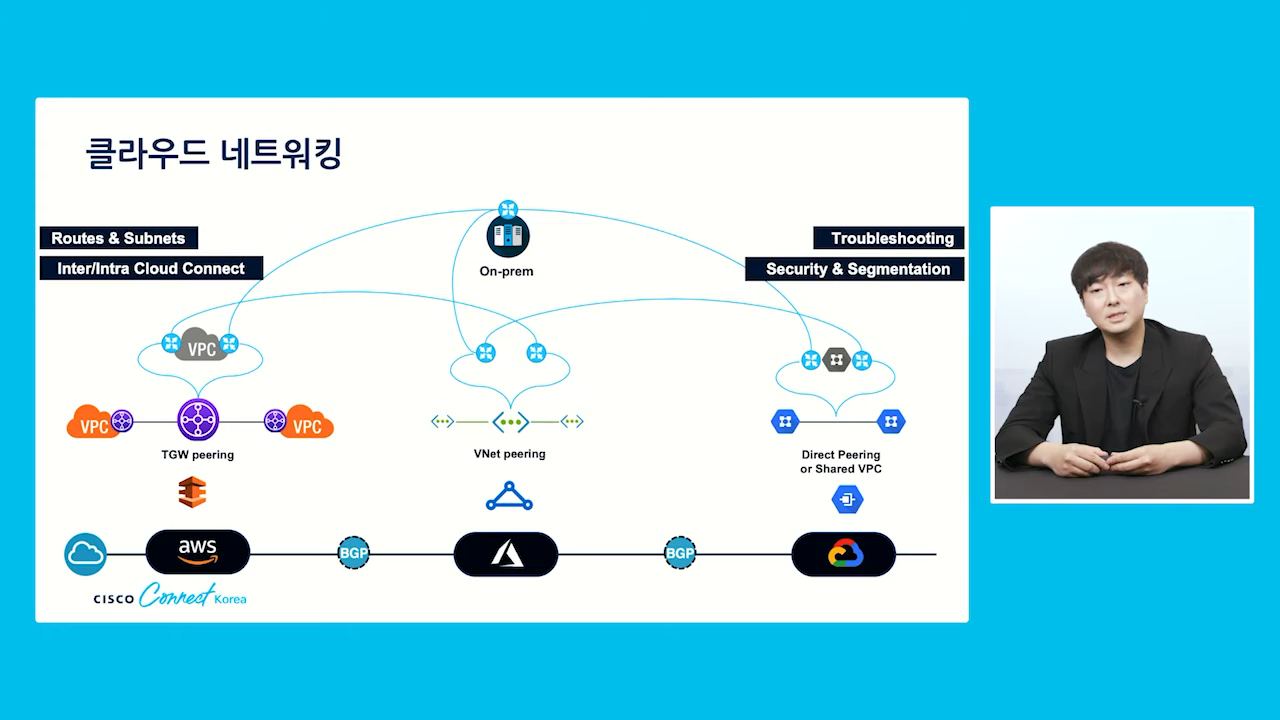 클라우드 네트워킹
Routes & Subnets
Inter/Intra Cloud Connect
On-prem
Troubleshooting
Security & Segmentation
VPC
VPC
VPC
TGW peering
VNet peering
Direct Peering
or Shared VPC
aws
BGP
BGP
CISCO Connect Korea